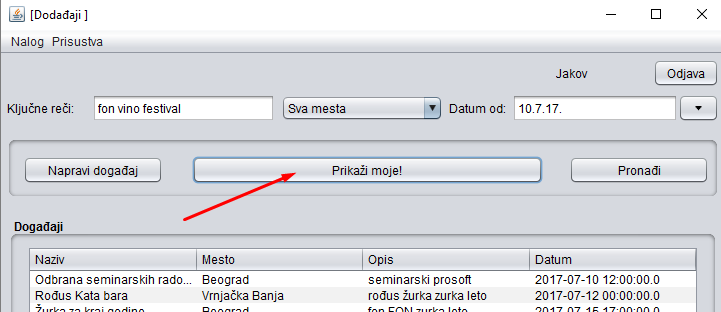 [Dodađaji ]
Nalog Prisustva
Jakov Odjava
Ključne reči: fon vino festival Sva mesta Datum od: 10.7.17.
Napravi događaj Prikaži moje! Pronađi
Događaji
Naziv Mesto Opis Datum
Odbrana seminarskih rado... Beograd seminarski prosoft 2017-07-10 12:00:00.0
Rođus Kata bara Vrnjačka Banja rođus žurka zurka leto 2017-07-12 00:00:00.0
Žurka za kraj godine Beograd fon FON zurka leto 2017-07-15 17:00:00.0